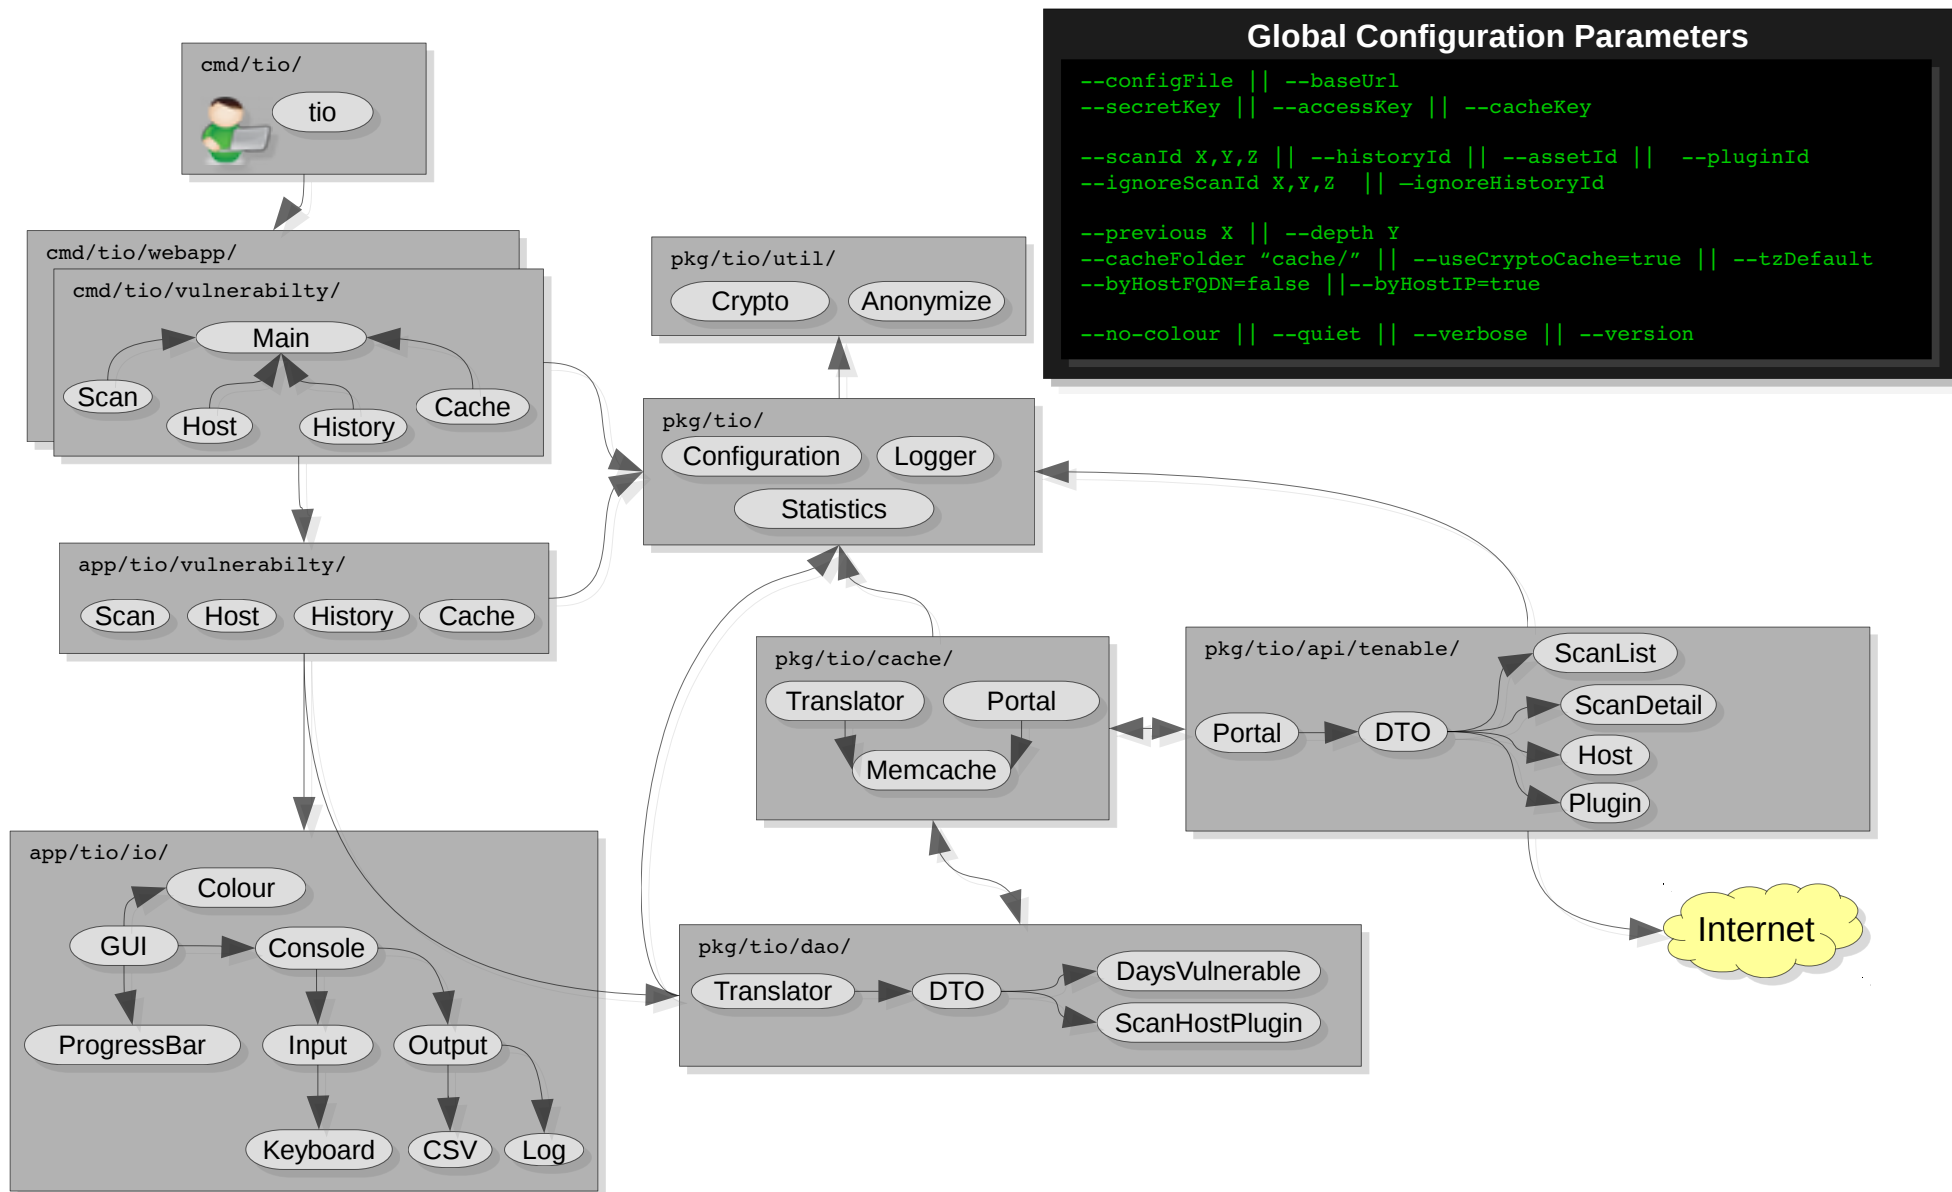 Global Configuration Parameters
--configFile || --baseUrl
--secretKey || --accessKey || --cacheKey
--scanId X,Y,Z || --historyId || --assetId ||  --pluginId
--ignoreScanId X,Y,Z  || —ignoreHistoryId
--previous X || --depth Y
--cacheFolder “cache/” || --useCryptoCache=true || --tzDefault
--byHostFQDN=false ||--byHostIP=true
--no-colour || --quiet || --verbose || --version
cmd/tio/
tio
cmd/tio/webapp/
cmd/tio/vulnerabilty/
Main
Scan
Host
History
Cache
pkg/tio/util/
Crypto
Anonymize
pkg/tio/
Configuration
Logger
Statistics
app/tio/vulnerabilty/
Scan
Host
History
Cache
pkg/tio/cache/
Translator
Portal
Memcache
pkg/tio/api/tenable/
Portal
DTO
ScanList
ScanDetail
Host
Plugin
app/tio/io/
Colour
GUI
Console
ProgressBar
Input
Output
Keyboard
CSV
Log
pkg/tio/dao/
Translator
DTO
DaysVulnerable
ScanHostPlugin
Internet